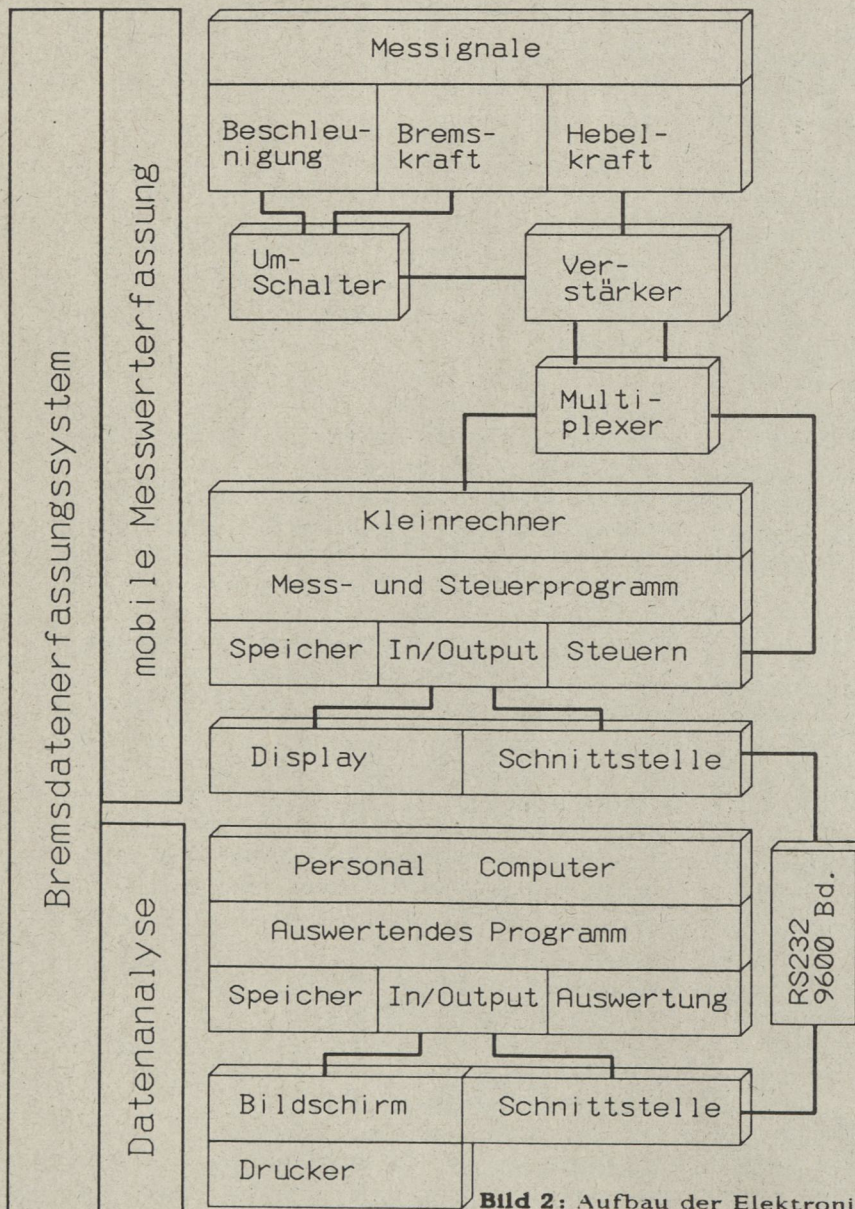 Bremsdatenerfassungssystem
mobile Messwerterfassung
Messignale
Beschleu-
nigung
Brems-
kraft
Hebel-
kraft
Um-
Schalter
Ver-
stärker
Multi-
plexer
Kleinrechner
Mess- und Steuerprogramm
Speicher
In/Output
Steuern
Display
Schnittstelle
Datenanalyse
Personal Computer
Auswertendes Programm
Speicher
In/Output
Auswertung
RS232
9600 Bd.
Bildschirm
Schnittstelle
Drucker
Bild 2: Aufbau der Elektroni